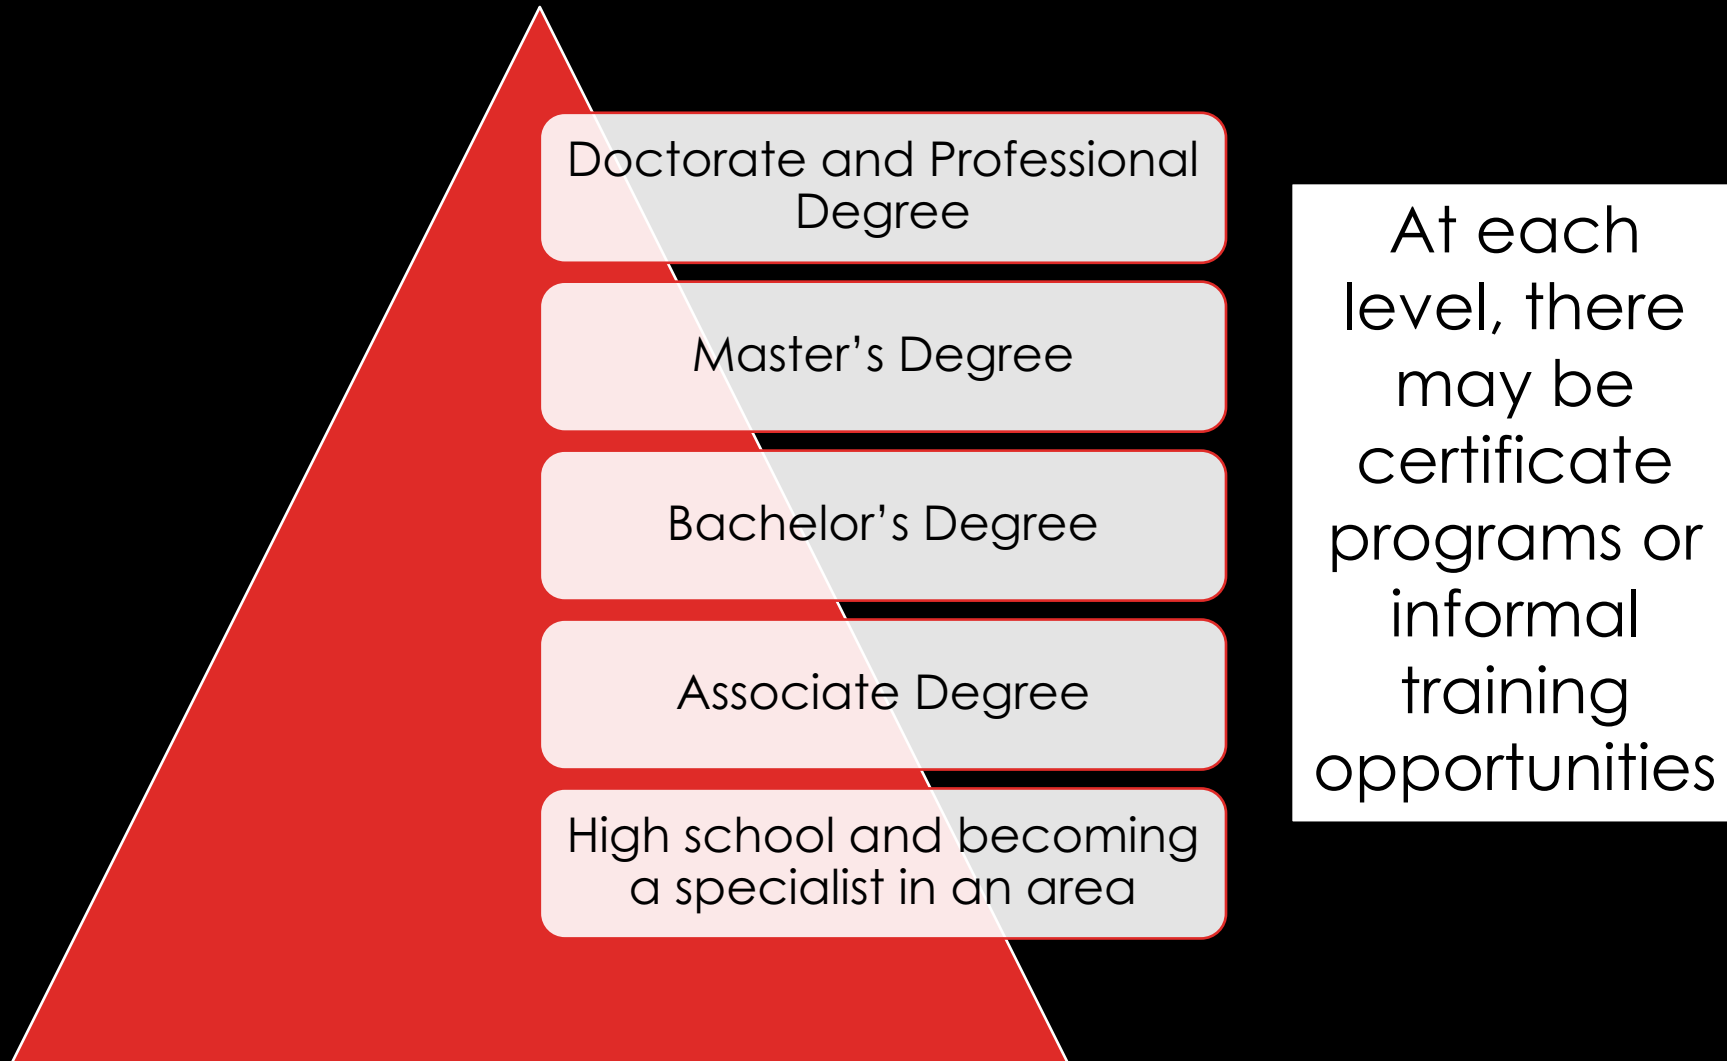 Doctorate and Professional
Degree
Master’s Degree
Bachelor’s Degree
Associate Degree
High school and becoming
a specialist in an area
At each
level, there
may be
certificate
programs or
informal
training
opportunities